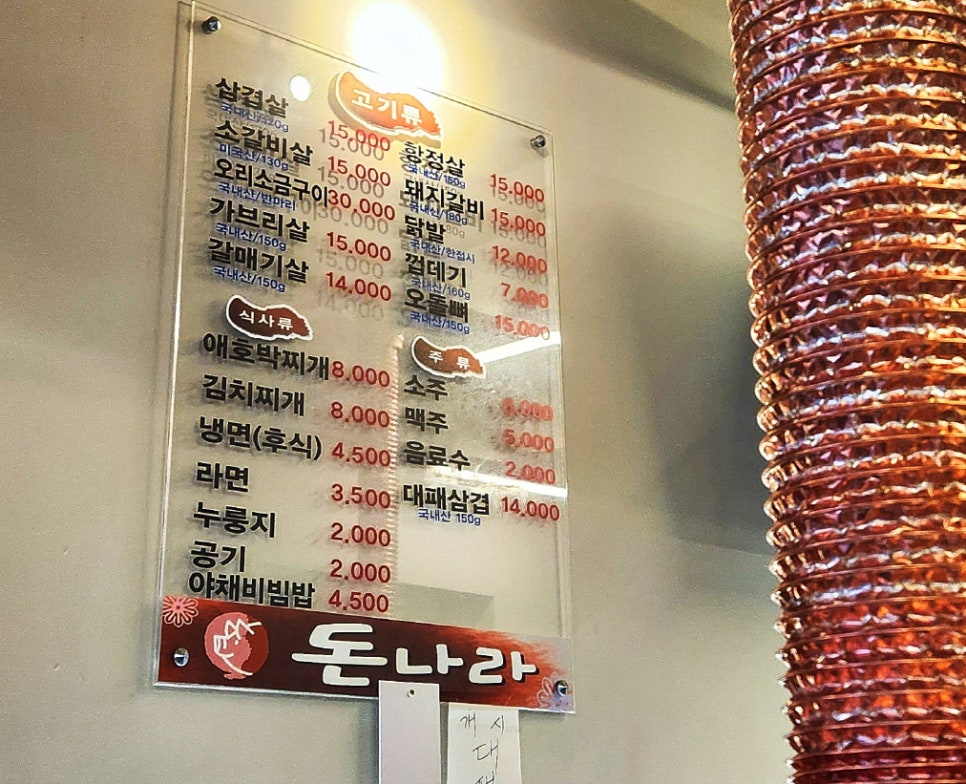 고기류
삼겹살 15.000
소갈비살 15.000
미국산/130g
오리소금구이 30.000
국내산/반마리
가브리살 15.000
국내산/150g
갈매기살 14.000
국내산/150g
항정살 15.000
국내산/150g
돼지갈비 15.000
국내산/180g
닭발 12.000
국내산/한접시
껍데기 7.000
국내산/160g
오돌뼈 15.000
국내산/150g
식사류
애호박찌개 8.000
김치찌개 8.000
냉면(후식) 4.500
라면 3.500
누룽지 2.000
공기 2.000
야채비빔밥 4.500
주류
소주 5.000
맥주 5.000
음료수 2.000
대패삼겹 14.000
국내산 150g
돈나라
개시
대